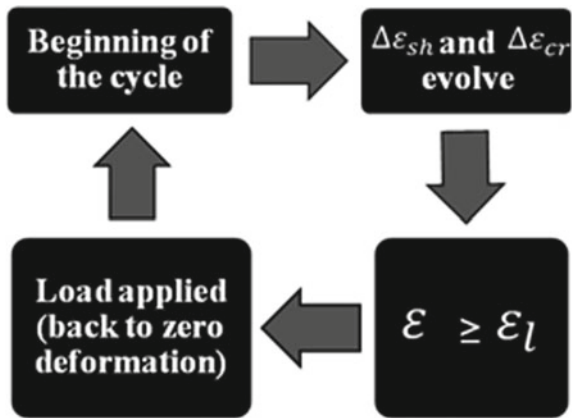 Beginning of
the cycle
Δε_sh and Δε_cr
evolve
Load applied
(back to zero
deformation)
ε ≥ ε_l